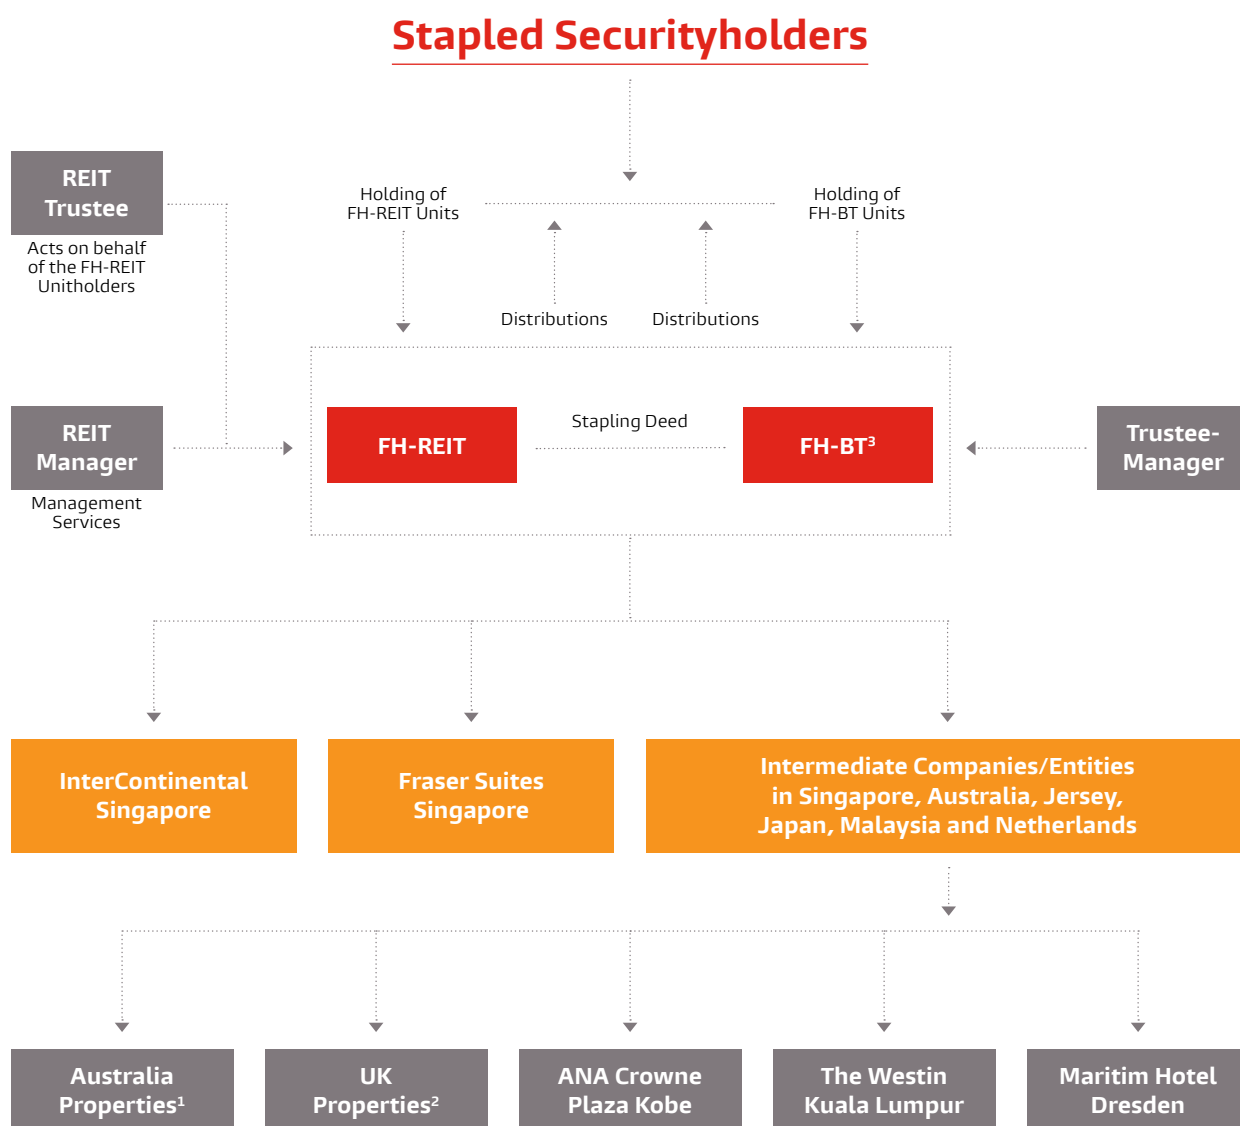 Stapled Securityholders
REIT
Trustee
Acts on behalf
of the FH-REIT
Unitholders
Holding of
FH-REIT Units
Holding of
FH-BT Units
Distributions
Distributions
REIT
Manager
Management
Services
FH-REIT
Stapling Deed
FH-BT³
Trustee-
Manager
InterContinental
Singapore
Fraser Suites
Singapore
Intermediate Companies/Entities
in Singapore, Australia, Jersey,
Japan, Malaysia and Netherlands
Australia
Properties¹
UK
Properties²
ANA Crowne
Plaza Kobe
The Westin
Kuala Lumpur
Maritim Hotel
Dresden